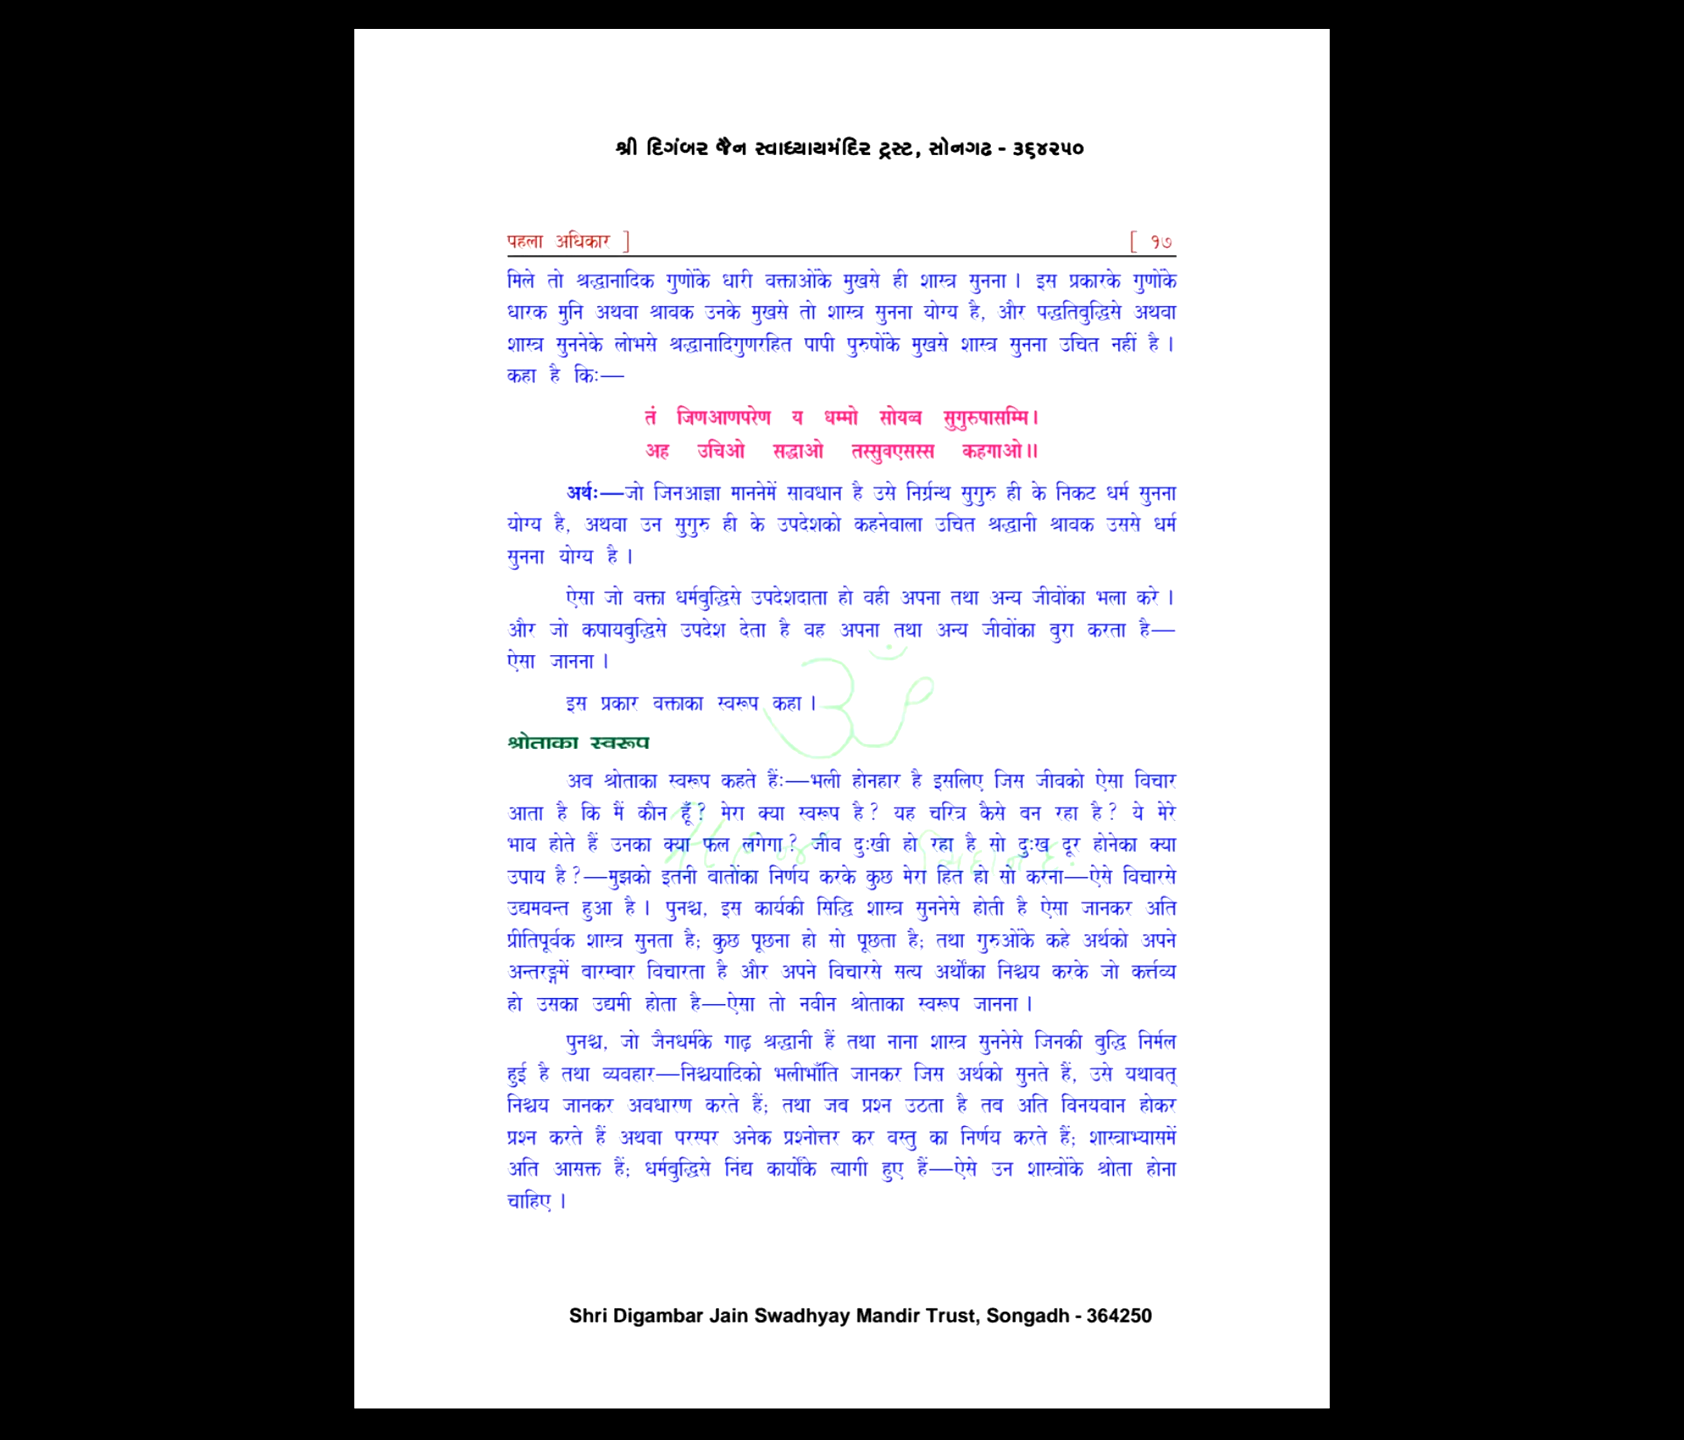 શ્રી દિગંબર જૈન સ્વાધ્યાયમંદિર ટ્રસ્ટ, સોનગઢ - ૩૬૪૨૫૦
पहला अधिकार ] [ १७
मिले तो श्रद्धानादिक गुणोंके धारी वक्ताओंके मुखसे ही शास्त्र सुनना। इस प्रकारके गुणोंके
धारक मुनि अथवा श्रावक उनके मुखसे तो शास्त्र सुनना योग्य है, और पद्धतिबुद्धिसे अथवा
शास्त्र सुननेके लोभसे श्रद्धानादिगुणरहित पापी पुरुषोंके मुखसे शास्त्र सुनना उचित नहीं है।
कहा है किः—
तं जिणआणपरेण य धम्मो सोयव्व सुगुरुपासम्मि।
अह उचिओ सद्धाओ तस्सुवएसस्स कहगाओ।।
अर्थः—जो जिनआज्ञा माननेमें सावधान है उसे निर्ग्रन्थ सुगुरु ही के निकट धर्म सुनना
योग्य है, अथवा उन सुगुरु ही के उपदेशको कहनेवाला उचित श्रद्धानी श्रावक उससे धर्म
सुनना योग्य है।
ऐसा जो वक्ता धर्मबुद्धिसे उपदेशदाता हो वही अपना तथा अन्य जीवोंका भला करे।
और जो कषायबुद्धिसे उपदेश देता है वह अपना तथा अन्य जीवोंका बुरा करता है—
ऐसा जानना।
इस प्रकार वक्ताका स्वरूप कहा।
ॐ
श्रोताका स्वरूप
अब श्रोताका स्वरूप कहते हैंः—भली होनहार है इसलिए जिस जीवको ऐसा विचार
आता है कि मैं कौन हूँ? मेरा क्या स्वरूप है? यह चरित्र कैसे बन रहा है? ये मेरे
भाव होते हैं उनका क्या फल लगेगा? जीव दुःखी हो रहा है सो दुःख दूर होनेका क्या
उपाय है?—मुझको इतनी बातोंका निर्णय करके कुछ मेरा हित हो सो करना—ऐसे विचारसे
उद्यमवन्त हुआ है। पुनश्च, इस कार्यकी सिद्धि शास्त्र सुननेसे होती है ऐसा जानकर अति
प्रीतिपूर्वक शास्त्र सुनता है; कुछ पूछना हो सो पूछता है; तथा गुरुओंके कहे अर्थको अपने
अन्तरङ्गमें बारम्बार विचारता है और अपने विचारसे सत्य अर्थोंका निश्चय करके जो कर्त्तव्य
हो उसका उद्यमी होता है—ऐसा तो नवीन श्रोताका स्वरूप जानना।
पुनश्च, जो जैनधर्मके गाढ़ श्रद्धानी हैं तथा नाना शास्त्र सुननेसे जिनकी बुद्धि निर्मल
हुई है तथा व्यवहार—निश्चयादिको भलीभाँति जानकर जिस अर्थको सुनते हैं, उसे यथावत्
निश्चय जानकर अवधारण करते हैं; तथा जब प्रश्न उठता है तब अति विनयवान होकर
प्रश्न करते हैं अथवा परस्पर अनेक प्रश्नोत्तर कर वस्तु का निर्णय करते हैं; शास्त्राभ्यासमें
अति आसक्त हैं; धर्मबुद्धिसे निंद्य कार्योंके त्यागी हुए हैं—ऐसे उन शास्त्रोंके श्रोता होना
चाहिए।
Shri Digambar Jain Swadhyay Mandir Trust, Songadh - 364250